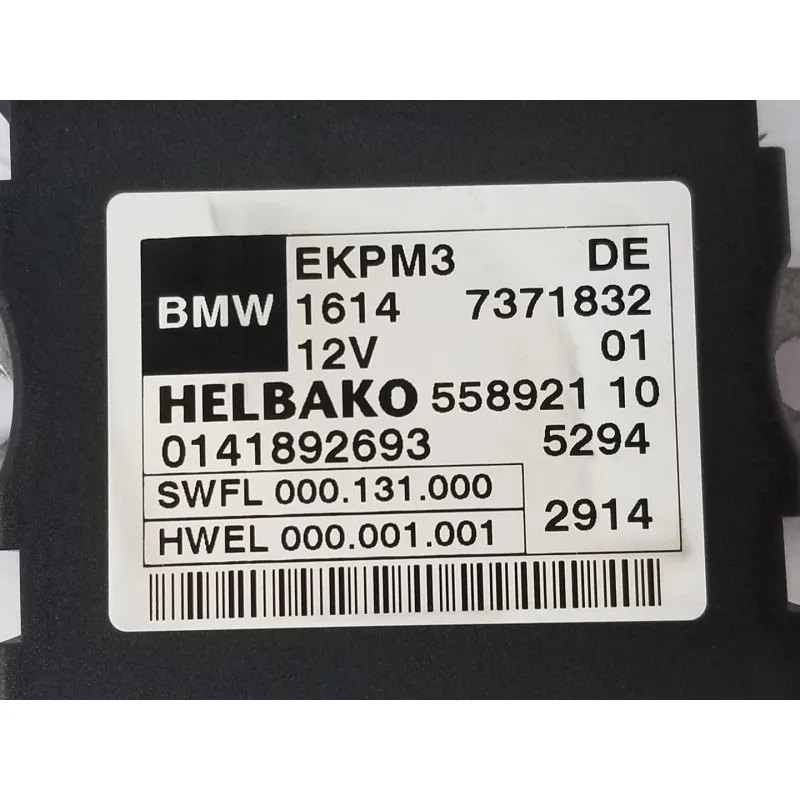 EKPM3 DE
BMW 1614 7371832
12V 01
HELBAKO 558921 10
0141892693 5294
SWFL 000.131.000
2914
HWEL 000.001.001